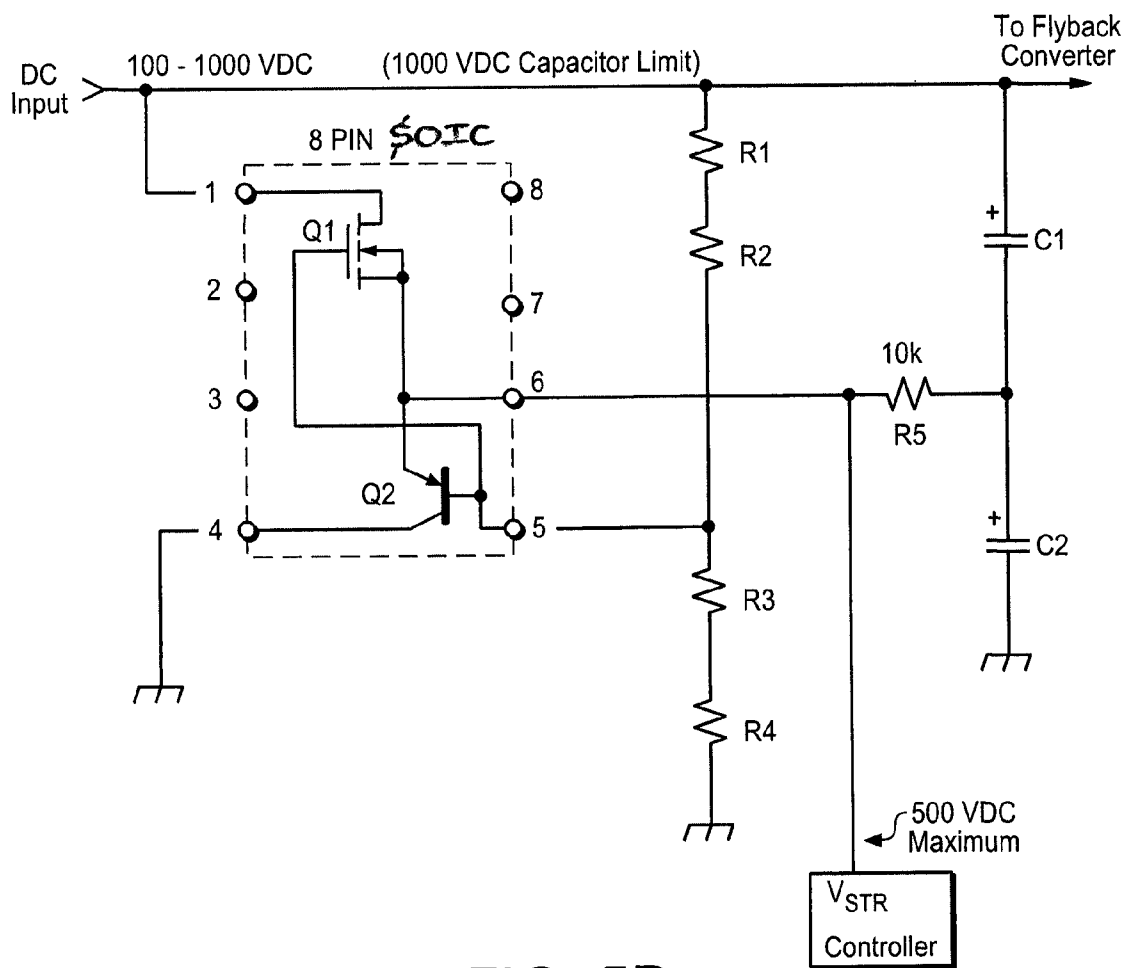 To Flyback
Converter
DC
Input
100 - 1000 VDC
(1000 VDC Capacitor Limit)
8 PIN SOIC
R1
1
8
Q1
R2
C1
+
2
7
10k
3
6
R5
Q2
+
4
5
C2
R3
R4
500 VDC
Maximum
VSTR
Controller